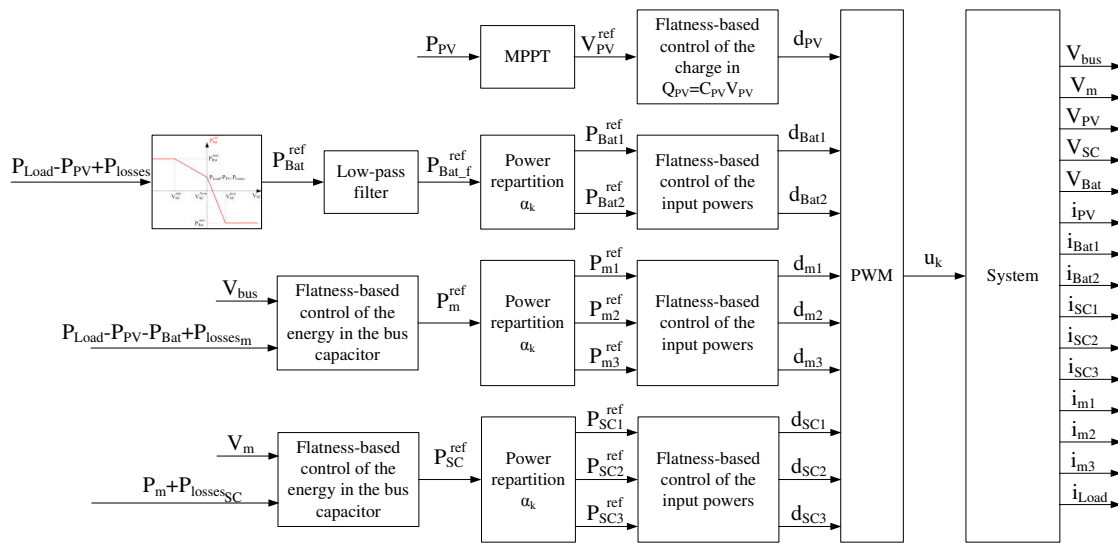 P_PV
MPPT
V_PV^ref
Flatness-based
control of the
charge in
Q_PV=C_PVV_PV
d_PV
P_Load-P_PV+P_losses
P_Bat^ref
Low-pass
filter
P_Bat_f^ref
Power
repartition
α_k
P_Bat1^ref
P_Bat2^ref
Flatness-based
control of the
input powers
d_Bat1
d_Bat2
V_bus
P_Load-P_PV-P_Bat+P_losses_m
Flatness-based
control of the
energy in the bus
capacitor
P_m^ref
Power
repartition
α_k
P_m1^ref
P_m2^ref
P_m3^ref
Flatness-based
control of the
input powers
d_m1
d_m2
d_m3
V_m
P_m+P_losses_SC
Flatness-based
control of the
energy in the bus
capacitor
P_SC^ref
Power
repartition
α_k
P_SC1^ref
P_SC2^ref
P_SC3^ref
Flatness-based
control of the
input powers
d_SC1
d_SC2
d_SC3
PWM
u_k
System
V_bus
V_m
V_PV
V_SC
V_Bat
i_PV
i_Bat1
i_Bat2
i_SC1
i_SC2
i_SC3
i_m1
i_m2
i_m3
i_Load